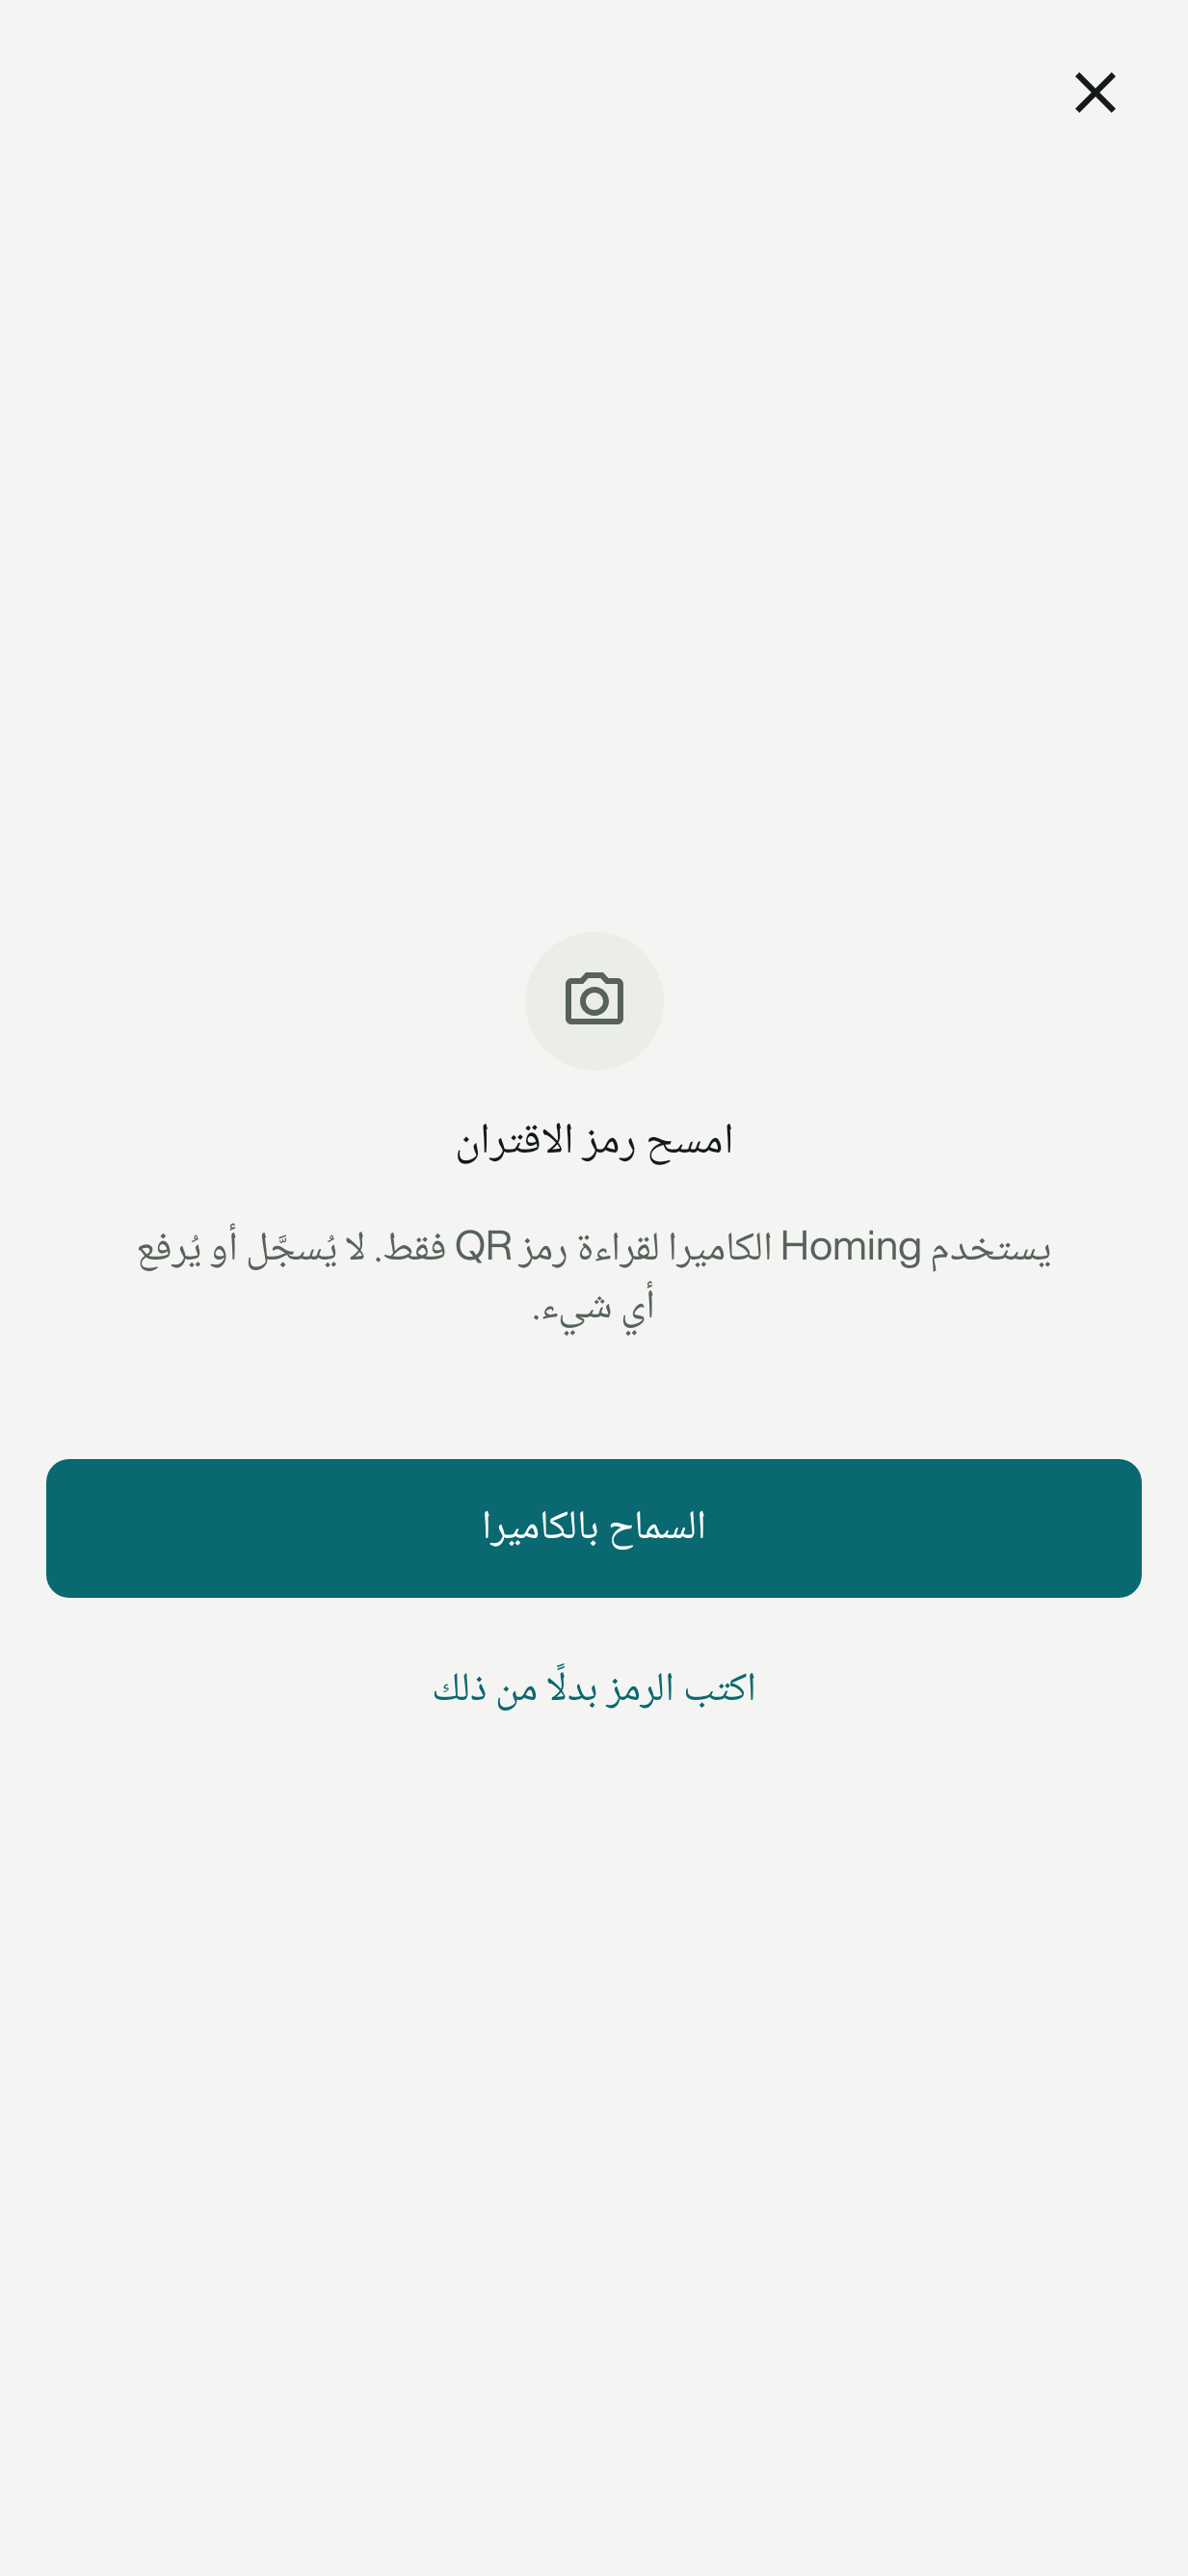 امسح رمز الاقتران
يستخدم Homing الكاميرا لقراءة رمز QR فقط. لا يُسجَّل أو يُرفع
أي شيء.
السماح بالكاميرا
اكتب الرمز بدلًا من ذلك